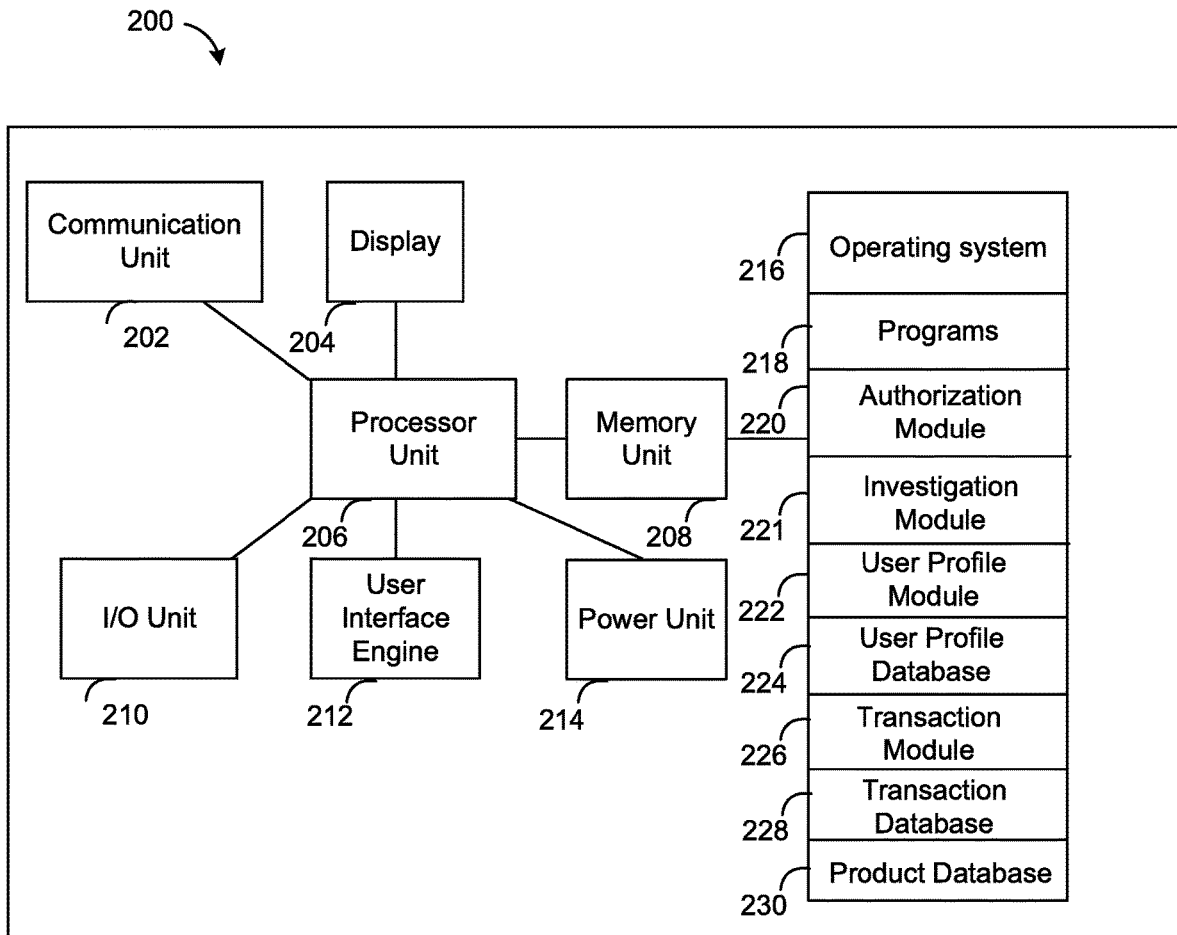 200
Communication
Unit
202
Display
204
Processor
Unit
206
Memory
Unit
208
I/O Unit
210
User
Interface
Engine
212
Power Unit
214
Operating system
216
Programs
218
Authorization
Module
220
Investigation
Module
221
User Profile
Module
222
User Profile
Database
224
Transaction
Module
226
Transaction
Database
228
Product Database
230